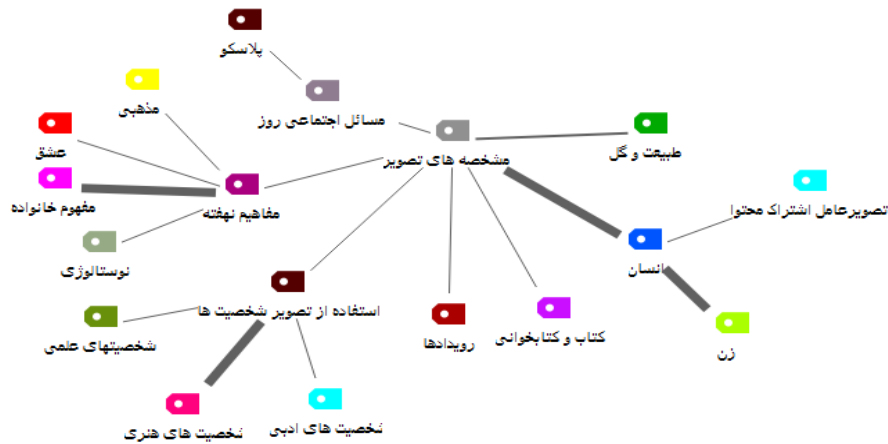 پلاسکو
مذهبی
مسائل اجتماعی روز
عشق
مشخصه های تصویر
طبیعت و گل
مفهوم خانواده
مفاهیم نهفته
تصویرعامل اشتراک محتوا
نوستالوژی
انسان
استفاده از تصویر شخصیت ها
شخصیتهای علمی
رویدادها
کتاب و کتابخوانی
زن
شخصیت های هنری
شخصیت های ادبی